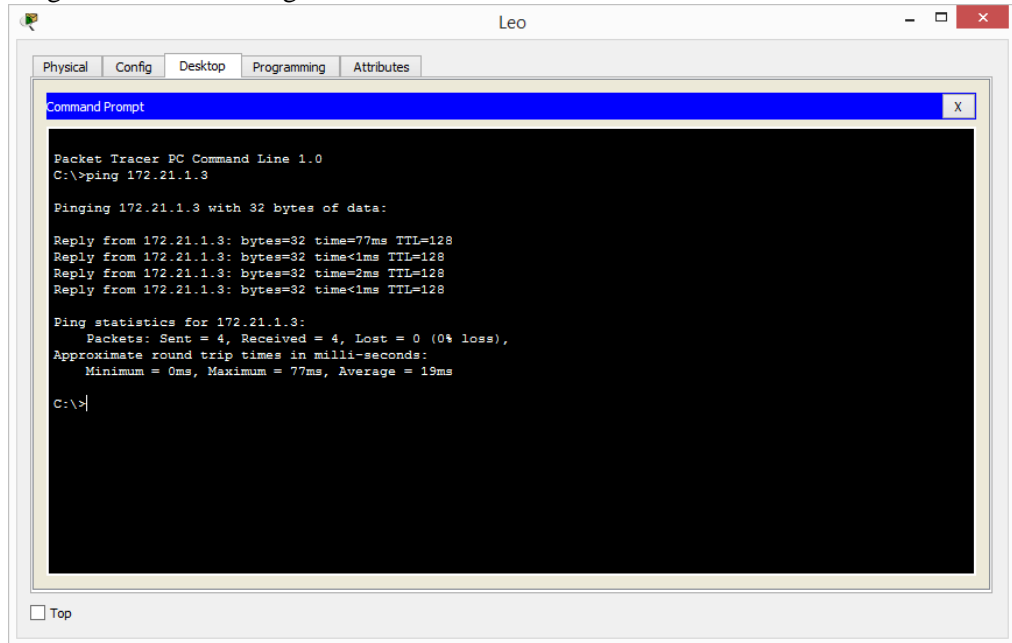 Leo
Physical Config Desktop Programming Attributes
Command Prompt
X
Packet Tracer PC Command Line 1.0
C:\>ping 172.21.1.3
Pinging 172.21.1.3 with 32 bytes of data:
Reply from 172.21.1.3: bytes=32 time=77ms TTL=128
Reply from 172.21.1.3: bytes=32 time<1ms TTL=128
Reply from 172.21.1.3: bytes=32 time=2ms TTL=128
Reply from 172.21.1.3: bytes=32 time<1ms TTL=128
Ping statistics for 172.21.1.3:
Packets: Sent = 4, Received = 4, Lost = 0 (0% loss),
Approximate round trip times in milli-seconds:
Minimum = 0ms, Maximum = 77ms, Average = 19ms
C:\>
Top